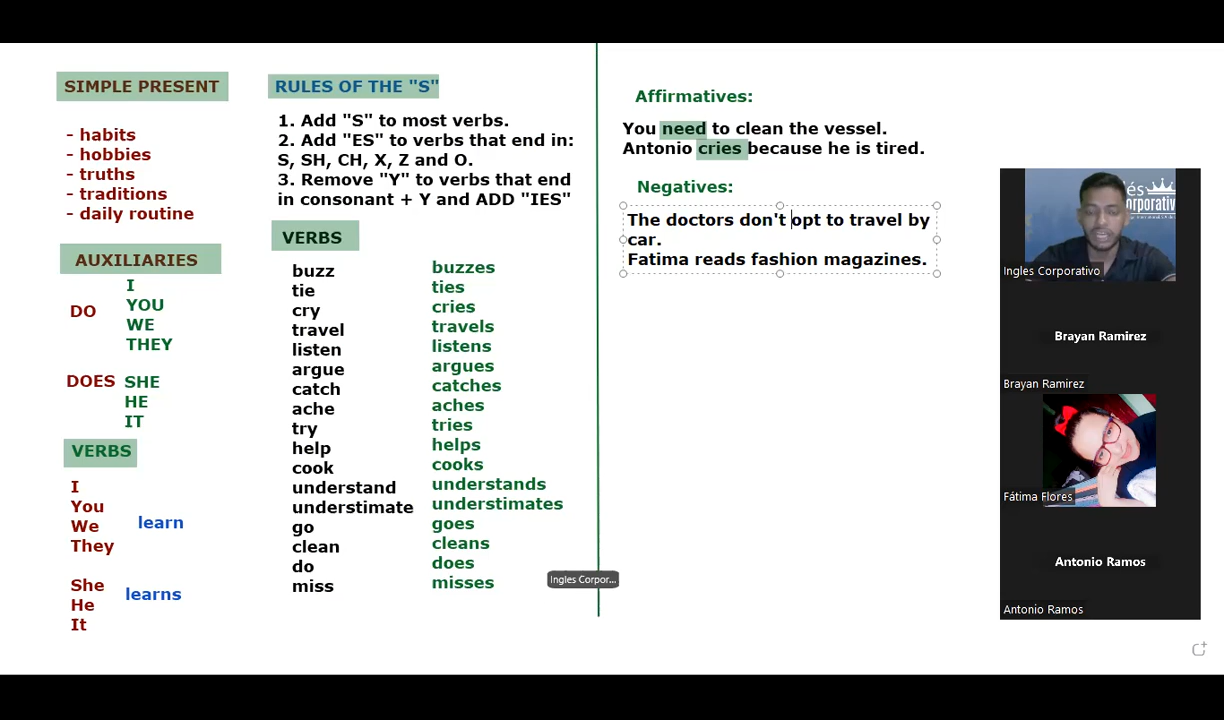 SIMPLE PRESENT
- habits
- hobbies
- truths
- traditions
- daily routine
AUXILIARIES
DO
I
YOU
WE
THEY
DOES
SHE
HE
IT
VERBS
I
You
We
They
learn
She
He
It
learns
RULES OF THE "S"
1. Add "S" to most verbs.
2. Add "ES" to verbs that end in:
S, SH, CH, X, Z and O.
3. Remove "Y" to verbs that end
in consonant + Y and ADD "IES"
VERBS
buzz buzzes
tie ties
cry cries
travel travels
listen listens
argue argues
catch catches
ache aches
try tries
help helps
cook cooks
understand understands
understimate understimates
go goes
clean cleans
do does
miss misses
Ingles Corpor...
Affirmatives:
You need to clean the vessel.
Antonio cries because he is tired.
Negatives:
The doctors don't opt to travel by
car.
Fatima reads fashion magazines.
Ingles Corporativo
Brayan Ramirez
Brayan Ramirez
Fátima Flores
Antonio Ramos
Antonio Ramos